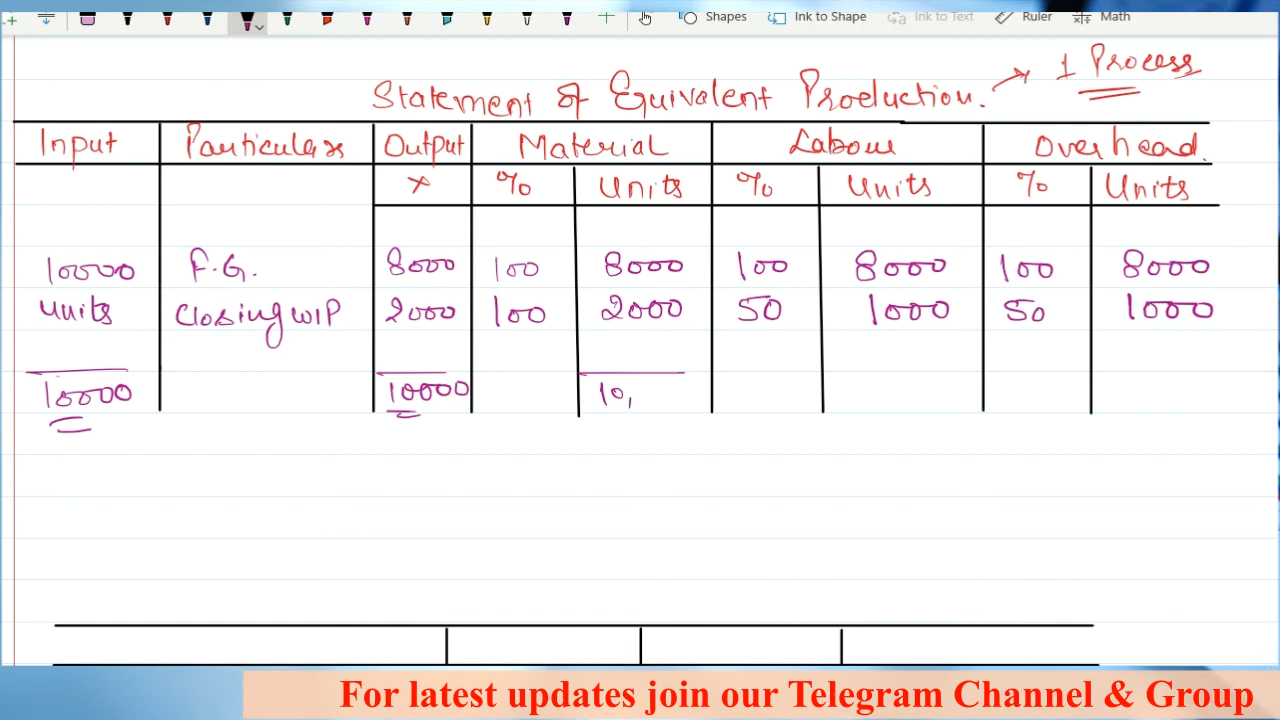 Shapes Ink to Shape Ink to Text Ruler Math
Statement of Equivalent Production. → 1 Process
Input Particulars Output Material Labour Overhead.
x % Units % Units % Units
10000 F.G. 8000 100 8000 100 8000 100 8000
Units Closing WIP 2000 100 2000 50 1000 50 1000
10000 10000 10,
For latest updates join our Telegram Channel & Group